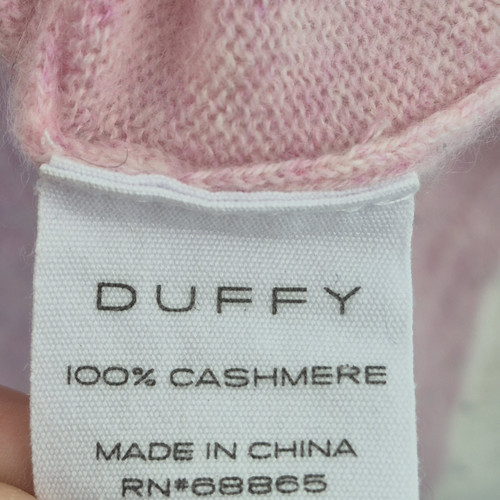 DUFFY
100% CASHMERE
MADE IN CHINA
RN#68865